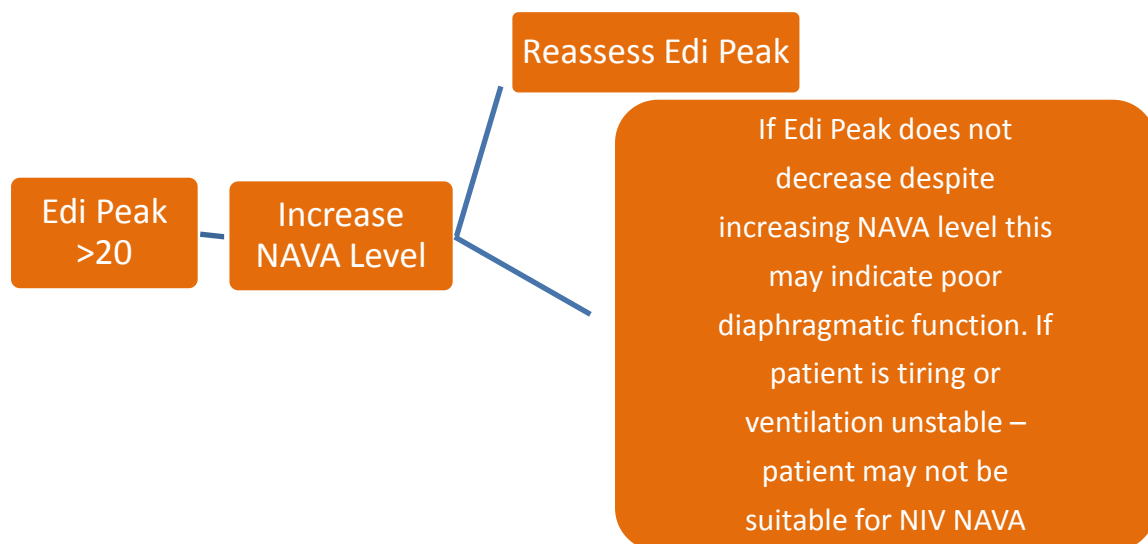 Edi Peak
>20
Increase
NAVA Level
Reassess Edi Peak
If Edi Peak does not
decrease despite
increasing NAVA level this
may indicate poor
diaphragmatic function. If
patient is tiring or
ventilation unstable –
patient may not be
suitable for NIV NAVA